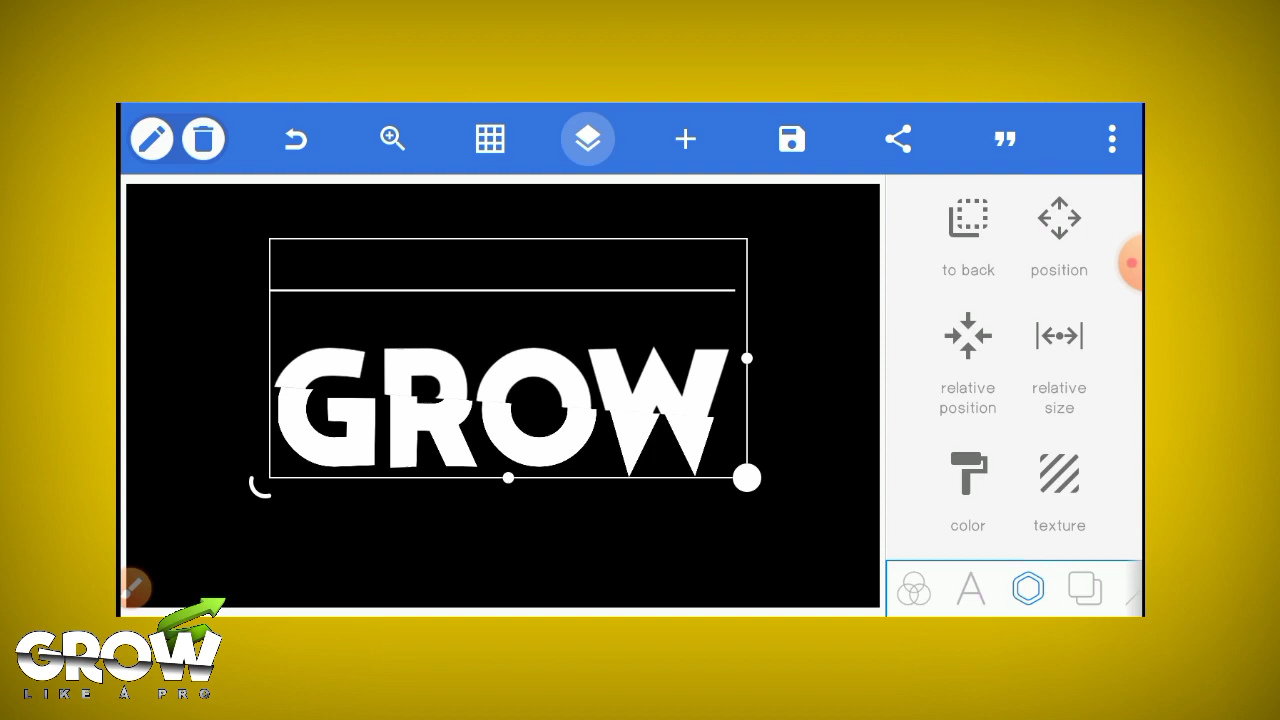 GROW
to back
position
relative
position
relative
size
color
texture
GROW
LIKE A PRO